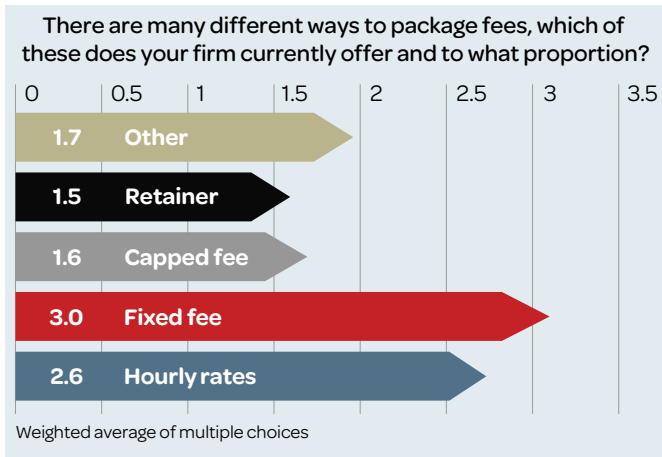 There are many different ways to package fees, which of
these does your firm currently offer and to what proportion?
0 0.5 1 1.5 2 2.5 3 3.5
1.7 Other
1.5 Retainer
1.6 Capped fee
3.0 Fixed fee
2.6 Hourly rates
Weighted average of multiple choices